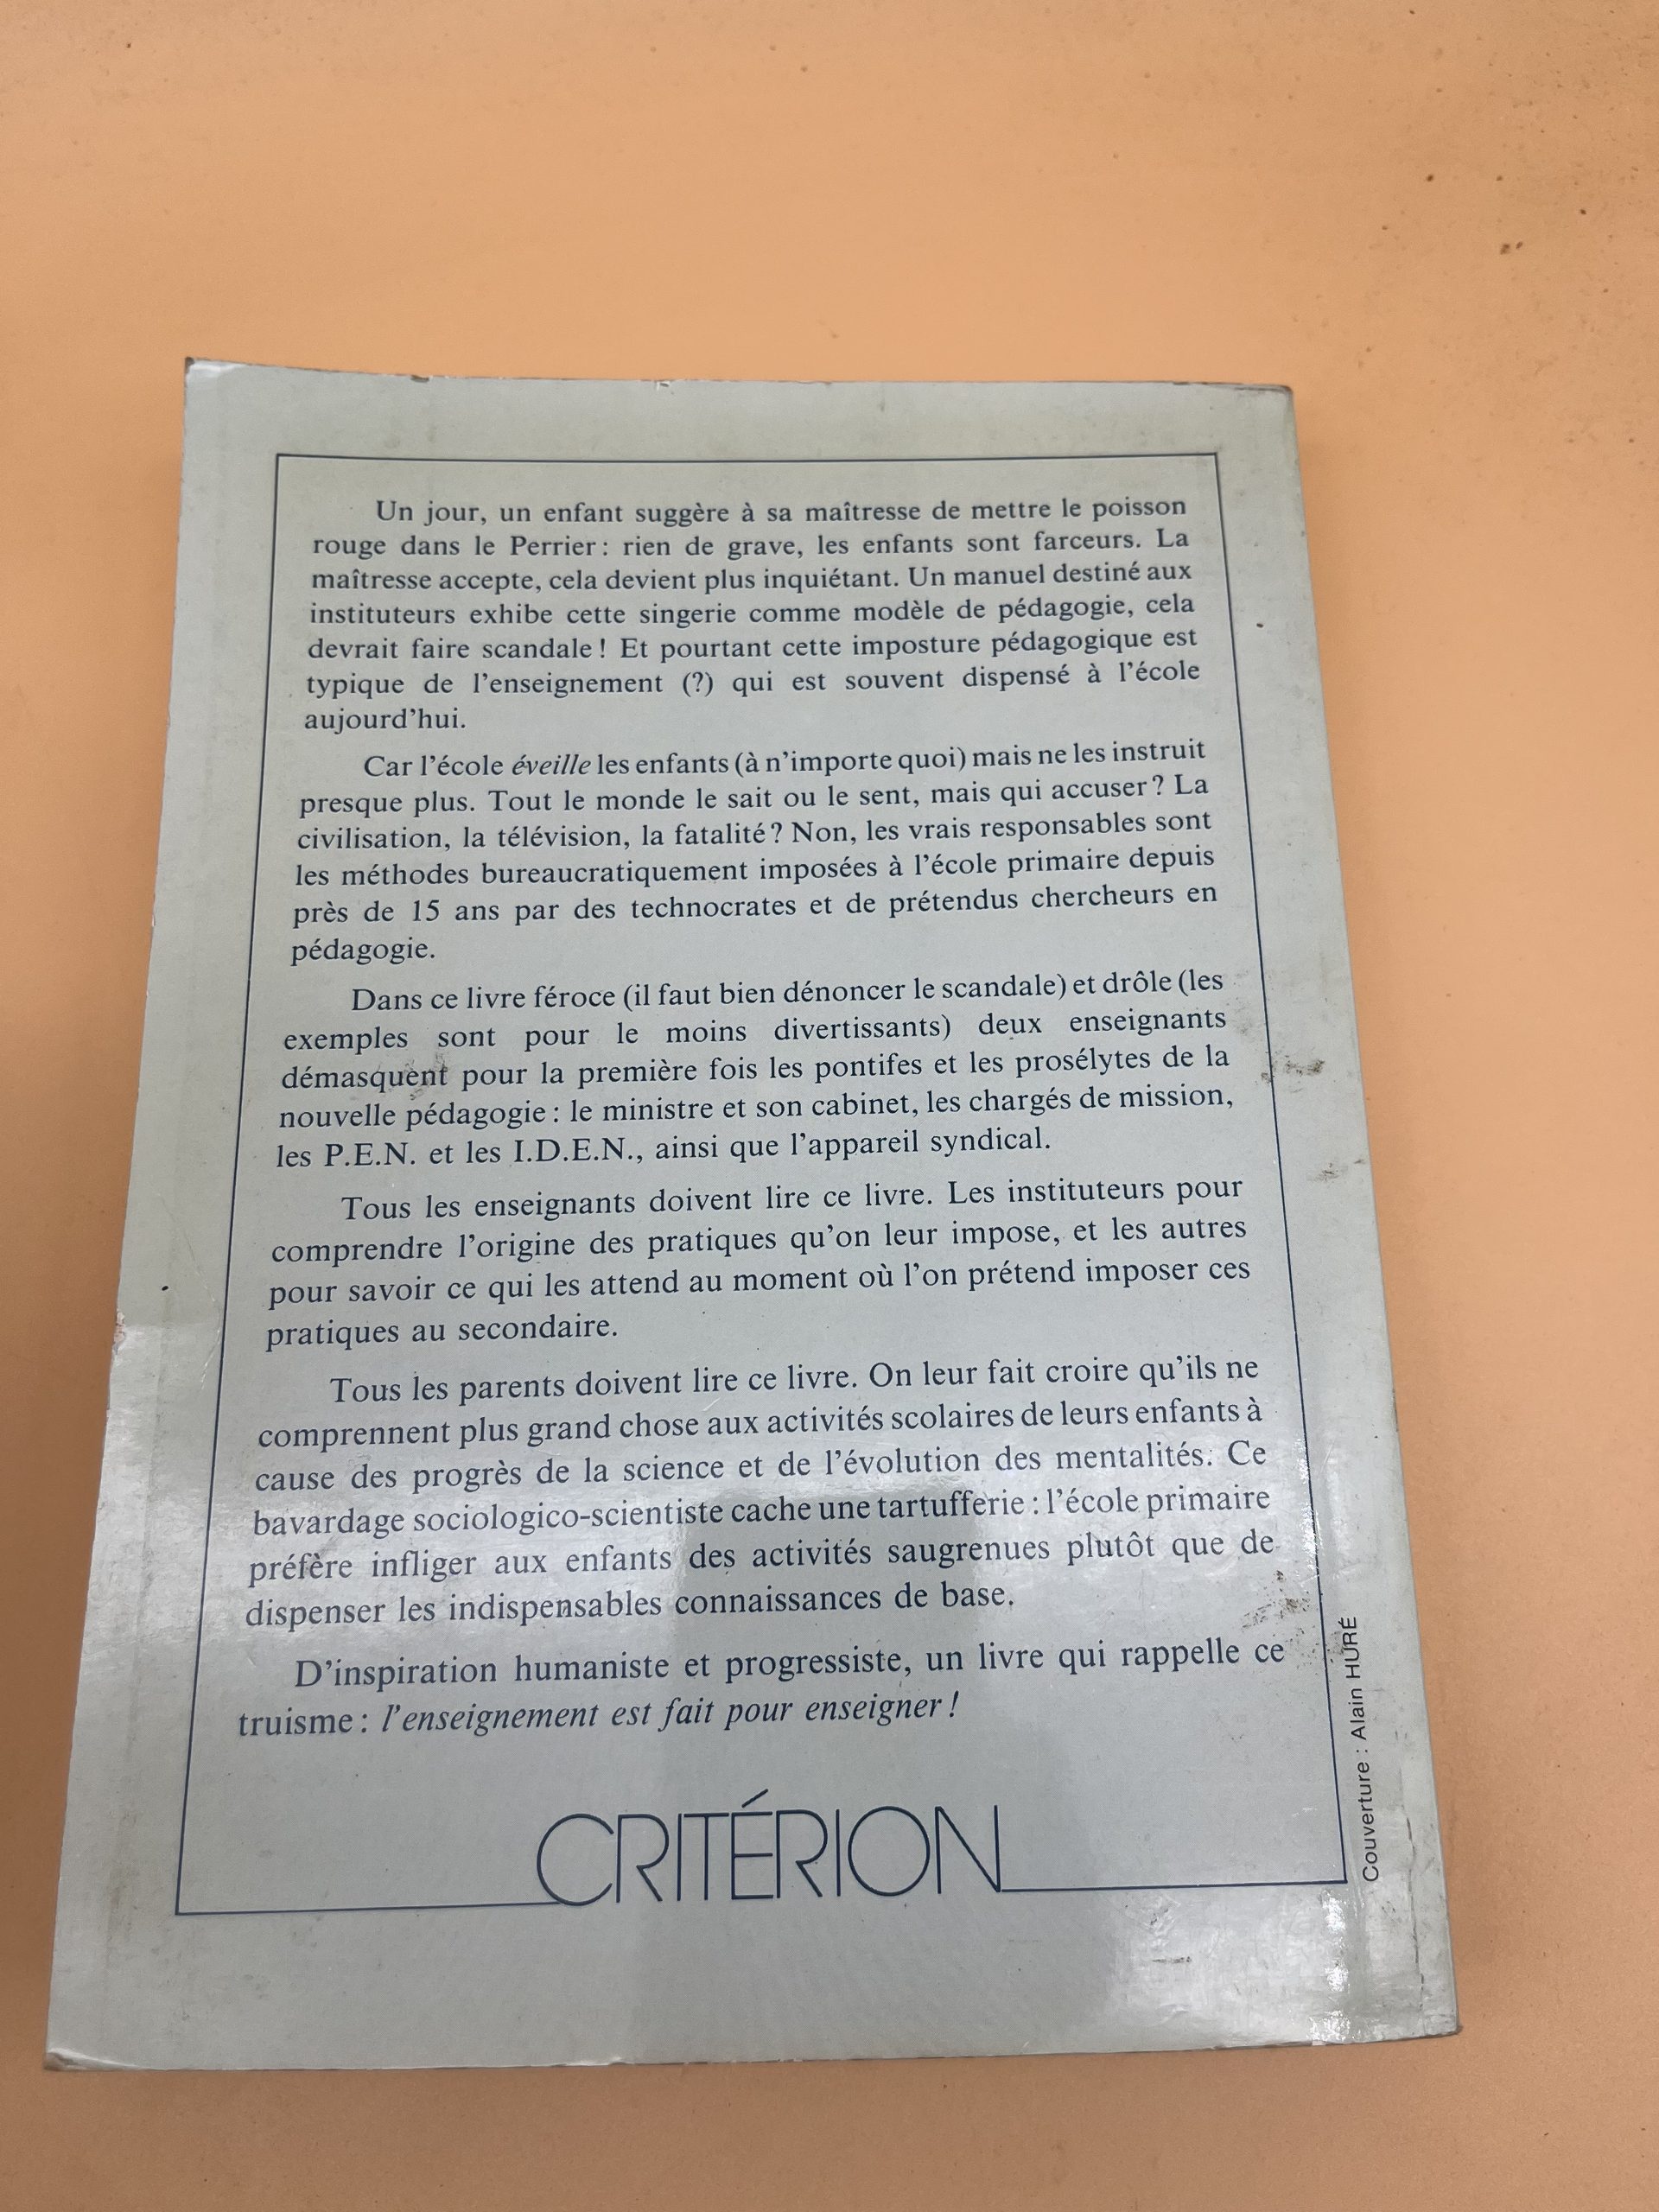 Un jour, un enfant suggère à sa maîtresse de mettre le poisson
rouge dans le Perrier : rien de grave, les enfants sont farceurs. La
maîtresse accepte, cela devient plus inquiétant. Un manuel destiné aux
instituteurs exhibe cette singerie comme modèle de pédagogie, cela
devrait faire scandale ! Et pourtant cette imposture pédagogique est
typique de l'enseignement (?) qui est souvent dispensé à l'école
aujourd'hui.
Car l'école éveille les enfants (à n'importe quoi) mais ne les instruit
presque plus. Tout le monde le sait ou le sent, mais qui accuser ? La
civilisation, la télévision, la fatalité ? Non, les vrais responsables sont
les méthodes bureaucratiquement imposées à l'école primaire depuis
près de 15 ans par des technocrates et de prétendus chercheurs en
pédagogie.
Dans ce livre féroce (il faut bien dénoncer le scandale) et drôle (les
exemples sont pour le moins divertissants) deux enseignants
démasquent pour la première fois les pontifes et les prosélytes de la
nouvelle pédagogie : le ministre et son cabinet, les chargés de mission,
les P.E.N. et les I.D.E.N., ainsi que l'appareil syndical.
Tous les enseignants doivent lire ce livre. Les instituteurs pour
comprendre l'origine des pratiques qu'on leur impose, et les autres
pour savoir ce qui les attend au moment où l'on prétend imposer ces
pratiques au secondaire.
Tous les parents doivent lire ce livre. On leur fait croire qu'ils ne
comprennent plus grand chose aux activités scolaires de leurs enfants à
cause des progrès de la science et de l'évolution des mentalités. Ce
bavardage sociologico-scientiste cache une tartufferie : l'école primaire
préfère infliger aux enfants des activités saugrenues plutôt que de
dispenser les indispensables connaissances de base.
D'inspiration humaniste et progressiste, un livre qui rappelle ce
truisme : l'enseignement est fait pour enseigner !
CRITÉRION
Couverture : Alain HURÉ